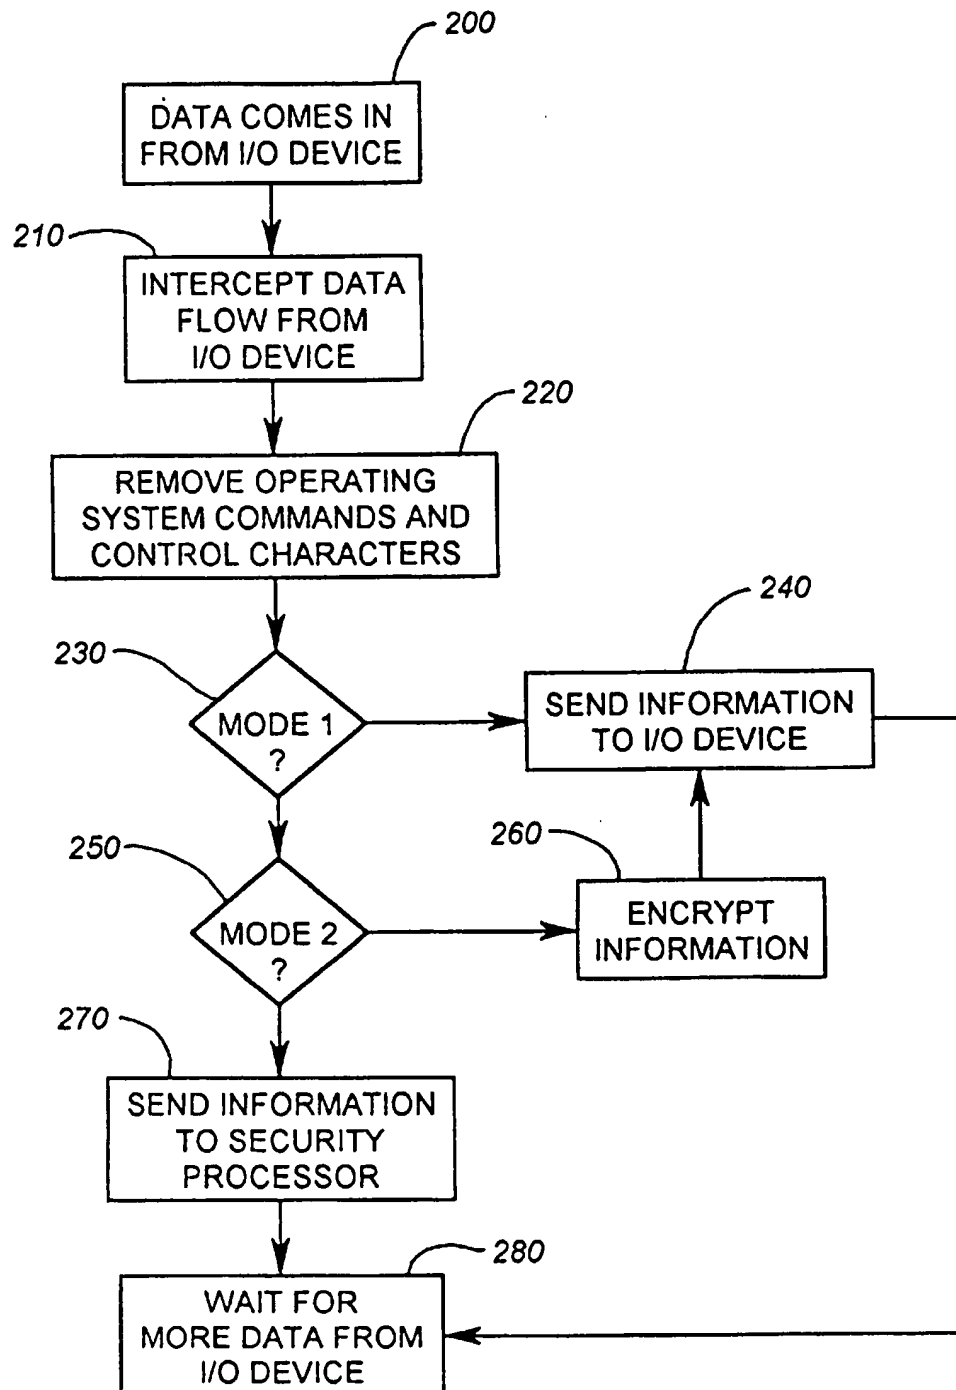 200
DATA COMES IN
FROM I/O DEVICE
210
INTERCEPT DATA
FLOW FROM
I/O DEVICE
220
REMOVE OPERATING
SYSTEM COMMANDS AND
CONTROL CHARACTERS
230
MODE 1
?
240
SEND INFORMATION
TO I/O DEVICE
250
MODE 2
?
260
ENCRYPT
INFORMATION
270
SEND INFORMATION
TO SECURITY
PROCESSOR
280
WAIT FOR
MORE DATA FROM
I/O DEVICE